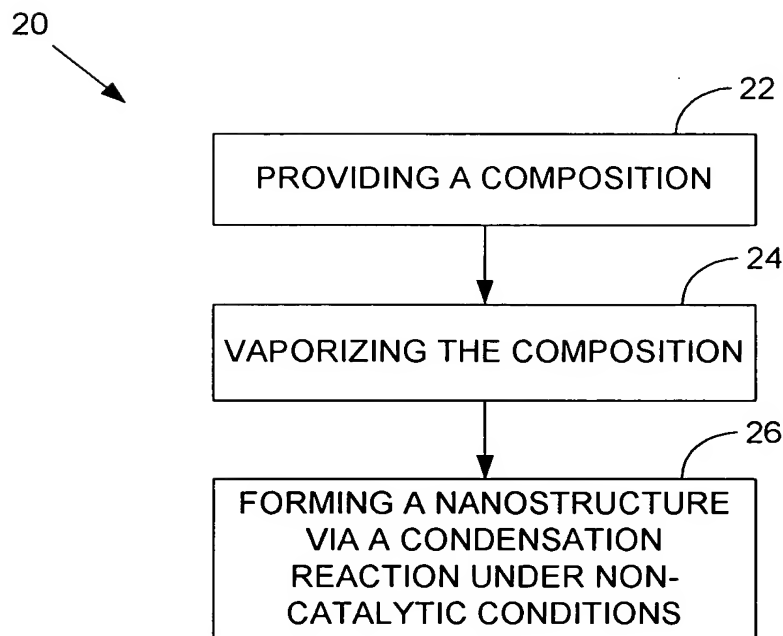 20
22
PROVIDING A COMPOSITION
24
VAPORIZING THE COMPOSITION
26
FORMING A NANOSTRUCTURE
VIA A CONDENSATION
REACTION UNDER NON-
CATALYTIC CONDITIONS